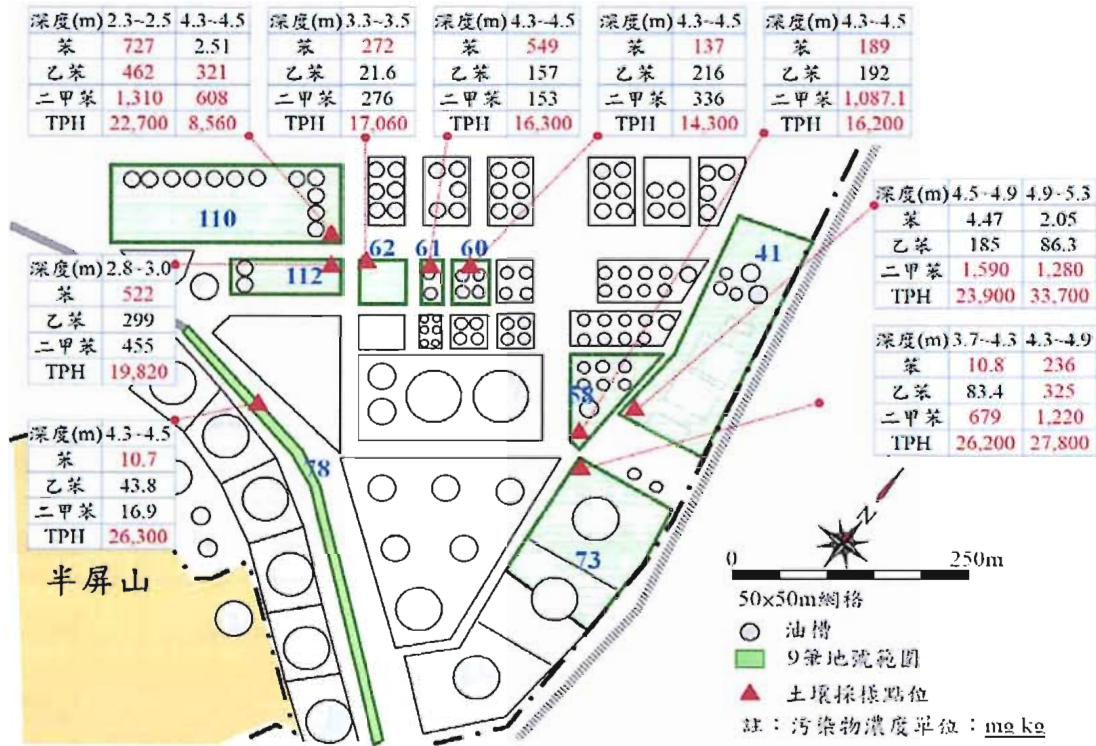 深度(m) 2.3~2.5 4.3~4.5
苯 727 2.51
乙苯 462 321
二甲苯 1,310 608
TPH 22,700 8,560
深度(m) 3.3~3.5
苯 272
乙苯 21.6
二甲苯 276
TPH 17,060
深度(m) 4.3~4.5
苯 549
乙苯 157
二甲苯 153
TPH 16,300
深度(m) 4.3~4.5
苯 137
乙苯 216
二甲苯 336
TPH 14,300
深度(m) 4.3~4.5
苯 189
乙苯 192
二甲苯 1,087.1
TPH 16,200
深度(m) 4.5~4.9 4.9~5.3
苯 4.47 2.05
乙苯 185 86.3
二甲苯 1,590 1,280
TPH 23,900 33,700
深度(m) 3.7~4.3 4.3~4.9
苯 10.8 236
乙苯 83.4 325
二甲苯 679 1,220
TPH 26,200 27,800
深度(m) 2.8~3.0
苯 522
乙苯 299
二甲苯 455
TPH 19,820
深度(m) 4.3~4.5
苯 10.7
乙苯 43.8
二甲苯 16.9
TPH 26,300
110
62
61
60
41
112
58
78
73
半屏山
N
0 250m
50x50m網格
油槽
9筆地號範圍
土壤採樣點位
註：污染物濃度單位：mg kg